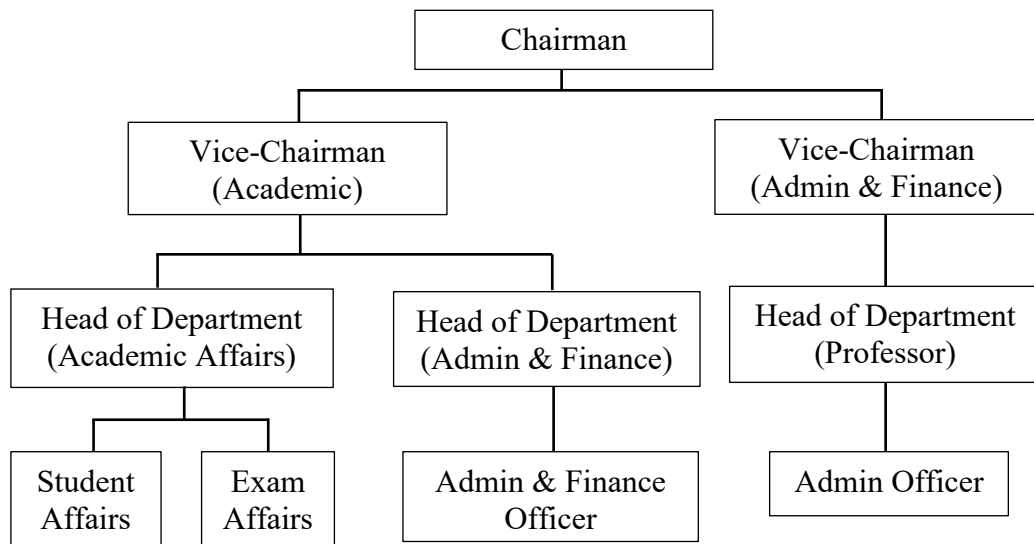 Chairman
Vice-Chairman
(Academic)
Vice-Chairman
(Admin & Finance)
Head of Department
(Academic Affairs)
Head of Department
(Admin & Finance)
Head of Department
(Professor)
Student
Affairs
Exam
Affairs
Admin & Finance
Officer
Admin Officer